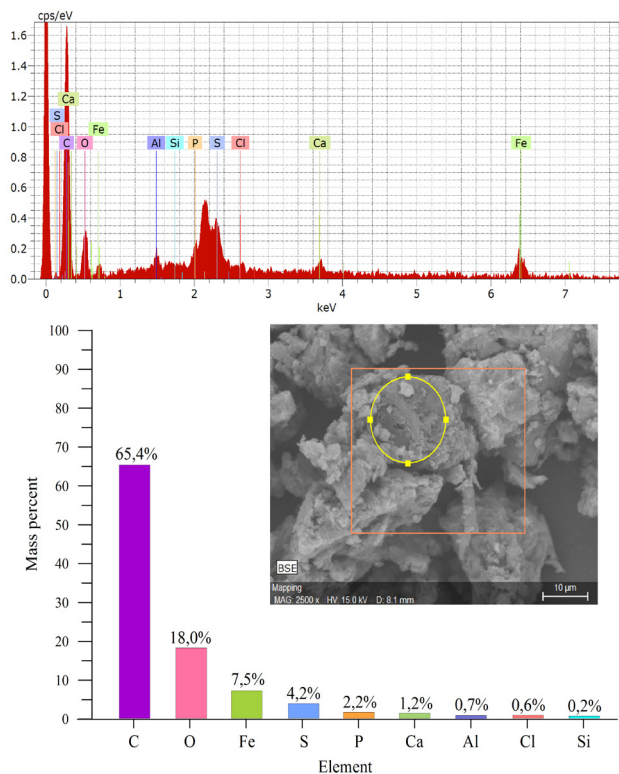 cps/eV
1.6
1.4
1.2
1.0
0.8
0.6
0.4
0.2
0.0
Ca
S
Cl Fe
C O Al Si P S Cl Ca Fe
0 1 2 3 4 5 6 7
keV
100
90
80
70
60
50
40
30
20
10
0
Mass percent
65,4%
18,0%
7,5%
4,2%
2,2%
1,2%
0,7%
0,6%
0,2%
C O Fe S P Ca Al Cl Si
Element
BSE
Mapping
MAG: 2500 x HV: 15.0 kV D: 8.1 mm
10 µm